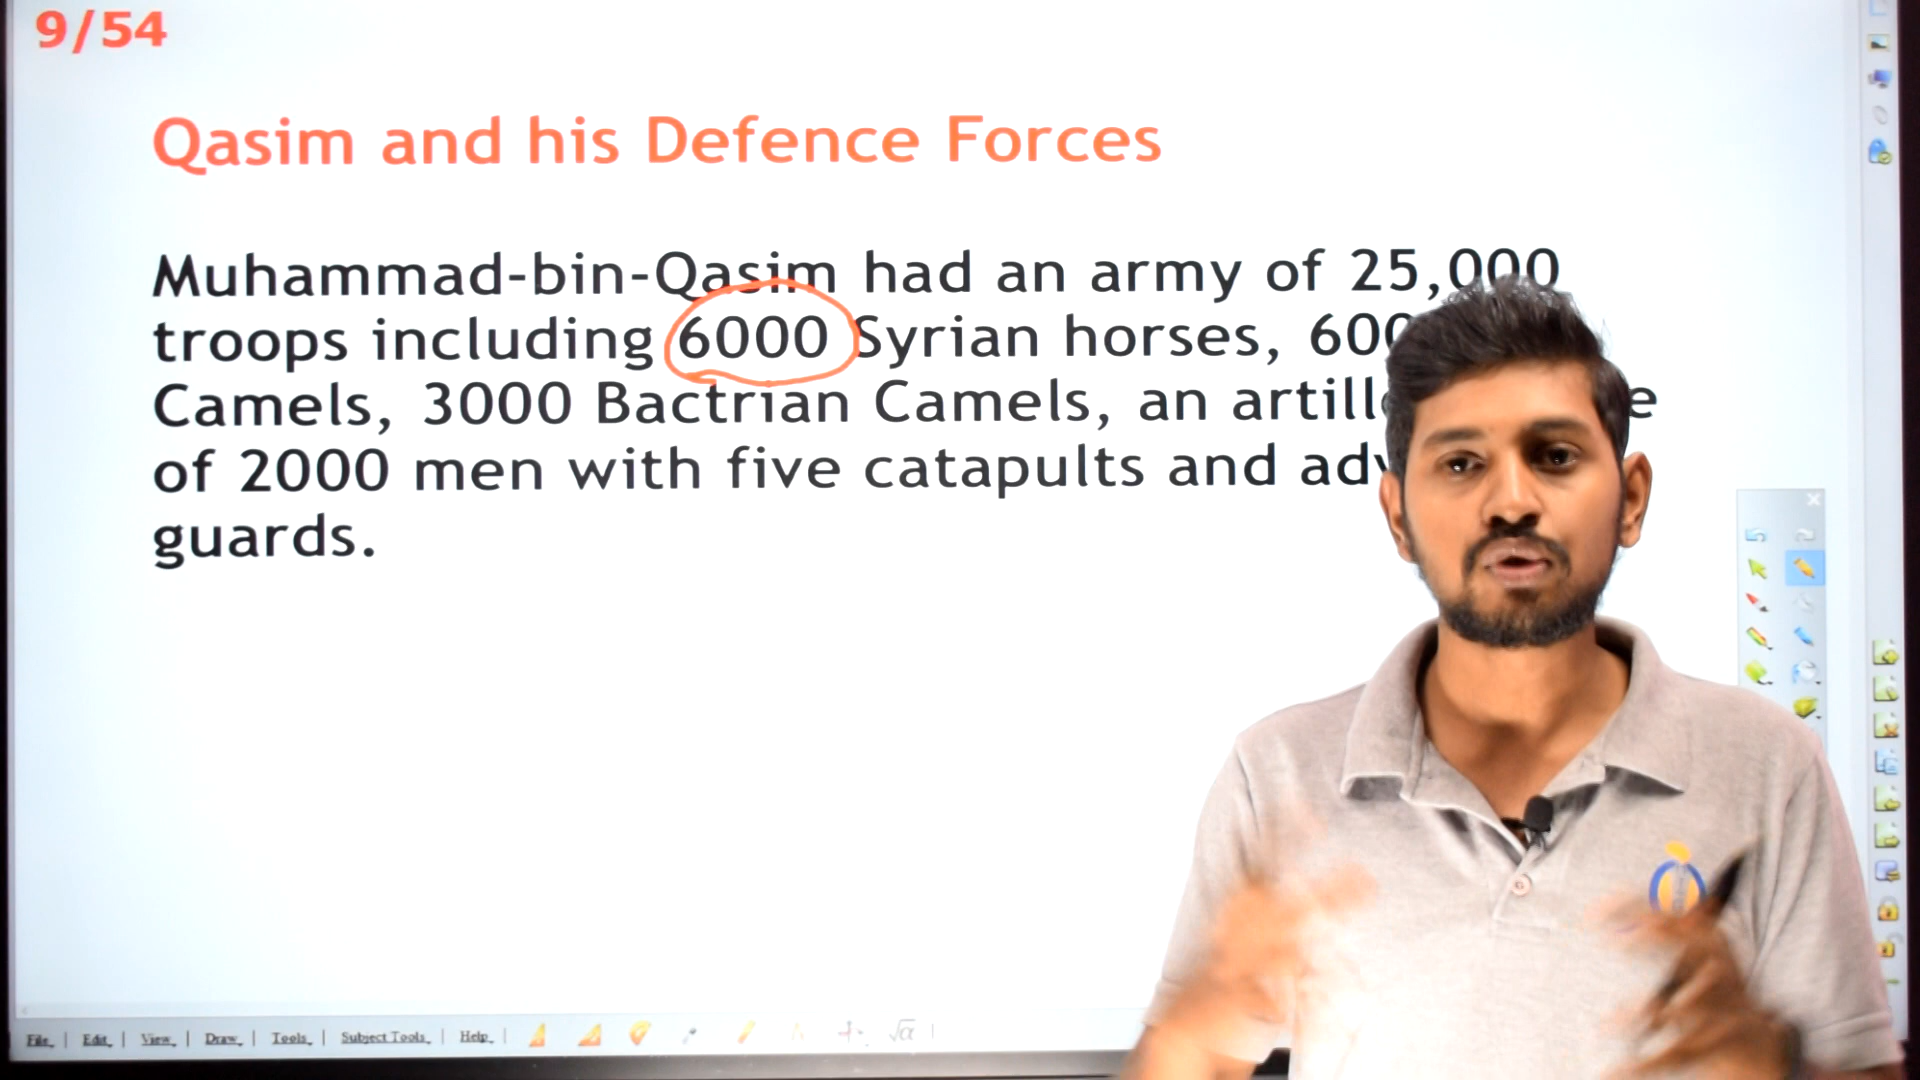 9/54
Qasim and his Defence Forces
Muhammad-bin-Qasim had an army of 25,000
troops including 6000 Syrian horses,
Camels, 3000 Bactrian Camels, an
of 2000 men with five catapults and
guards.
File Edit View Draw Tools Subject Tools Help